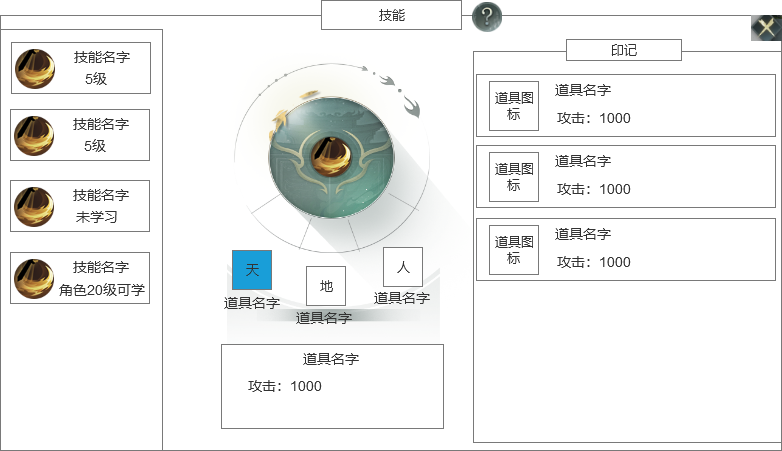 技能
?
技能名字
5级
技能名字
5级
技能名字
未学习
技能名字
角色20级可学
天
道具名字
地
道具名字
人
道具名字
道具名字
攻击：1000
印记
道具图
标
道具名字
攻击：1000
道具图
标
道具名字
攻击：1000
道具图
标
道具名字
攻击：1000